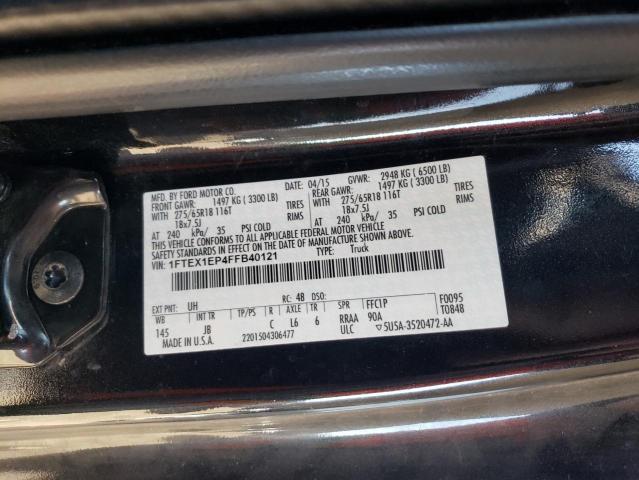 MFD. BY FORD MOTOR CO.
DATE: 04/15 GVWR: 2948 KG ( 6500 LB)
FRONT GAWR: 1497 KG ( 3300 LB) REAR GAWR: 1497 KG ( 3300 LB)
WITH 275/65R18 116T TIRES WITH 275/65R18 116T TIRES
18x7.5J RIMS 18x7.5J RIMS
AT 240 kPa/ 35 PSI COLD AT 240 kPa/ 35 PSI COLD
THIS VEHICLE CONFORMS TO ALL APPLICABLE FEDERAL MOTOR VEHICLE
SAFETY STANDARDS IN EFFECT ON THE DATE OF MANUFACTURE SHOWN ABOVE.
VIN: 1FTEX1EP4FFB40121 TYPE: Truck
EXT PNT: UH RC: 48 DSO: F0095
WB INT TR TP/PS R AXLE TR SPR FFC1P T0848
145 JB C L6 6 RRAA 90A
MADE IN U.S.A. 2201504306477 ULC 5U5A-3520472-AA